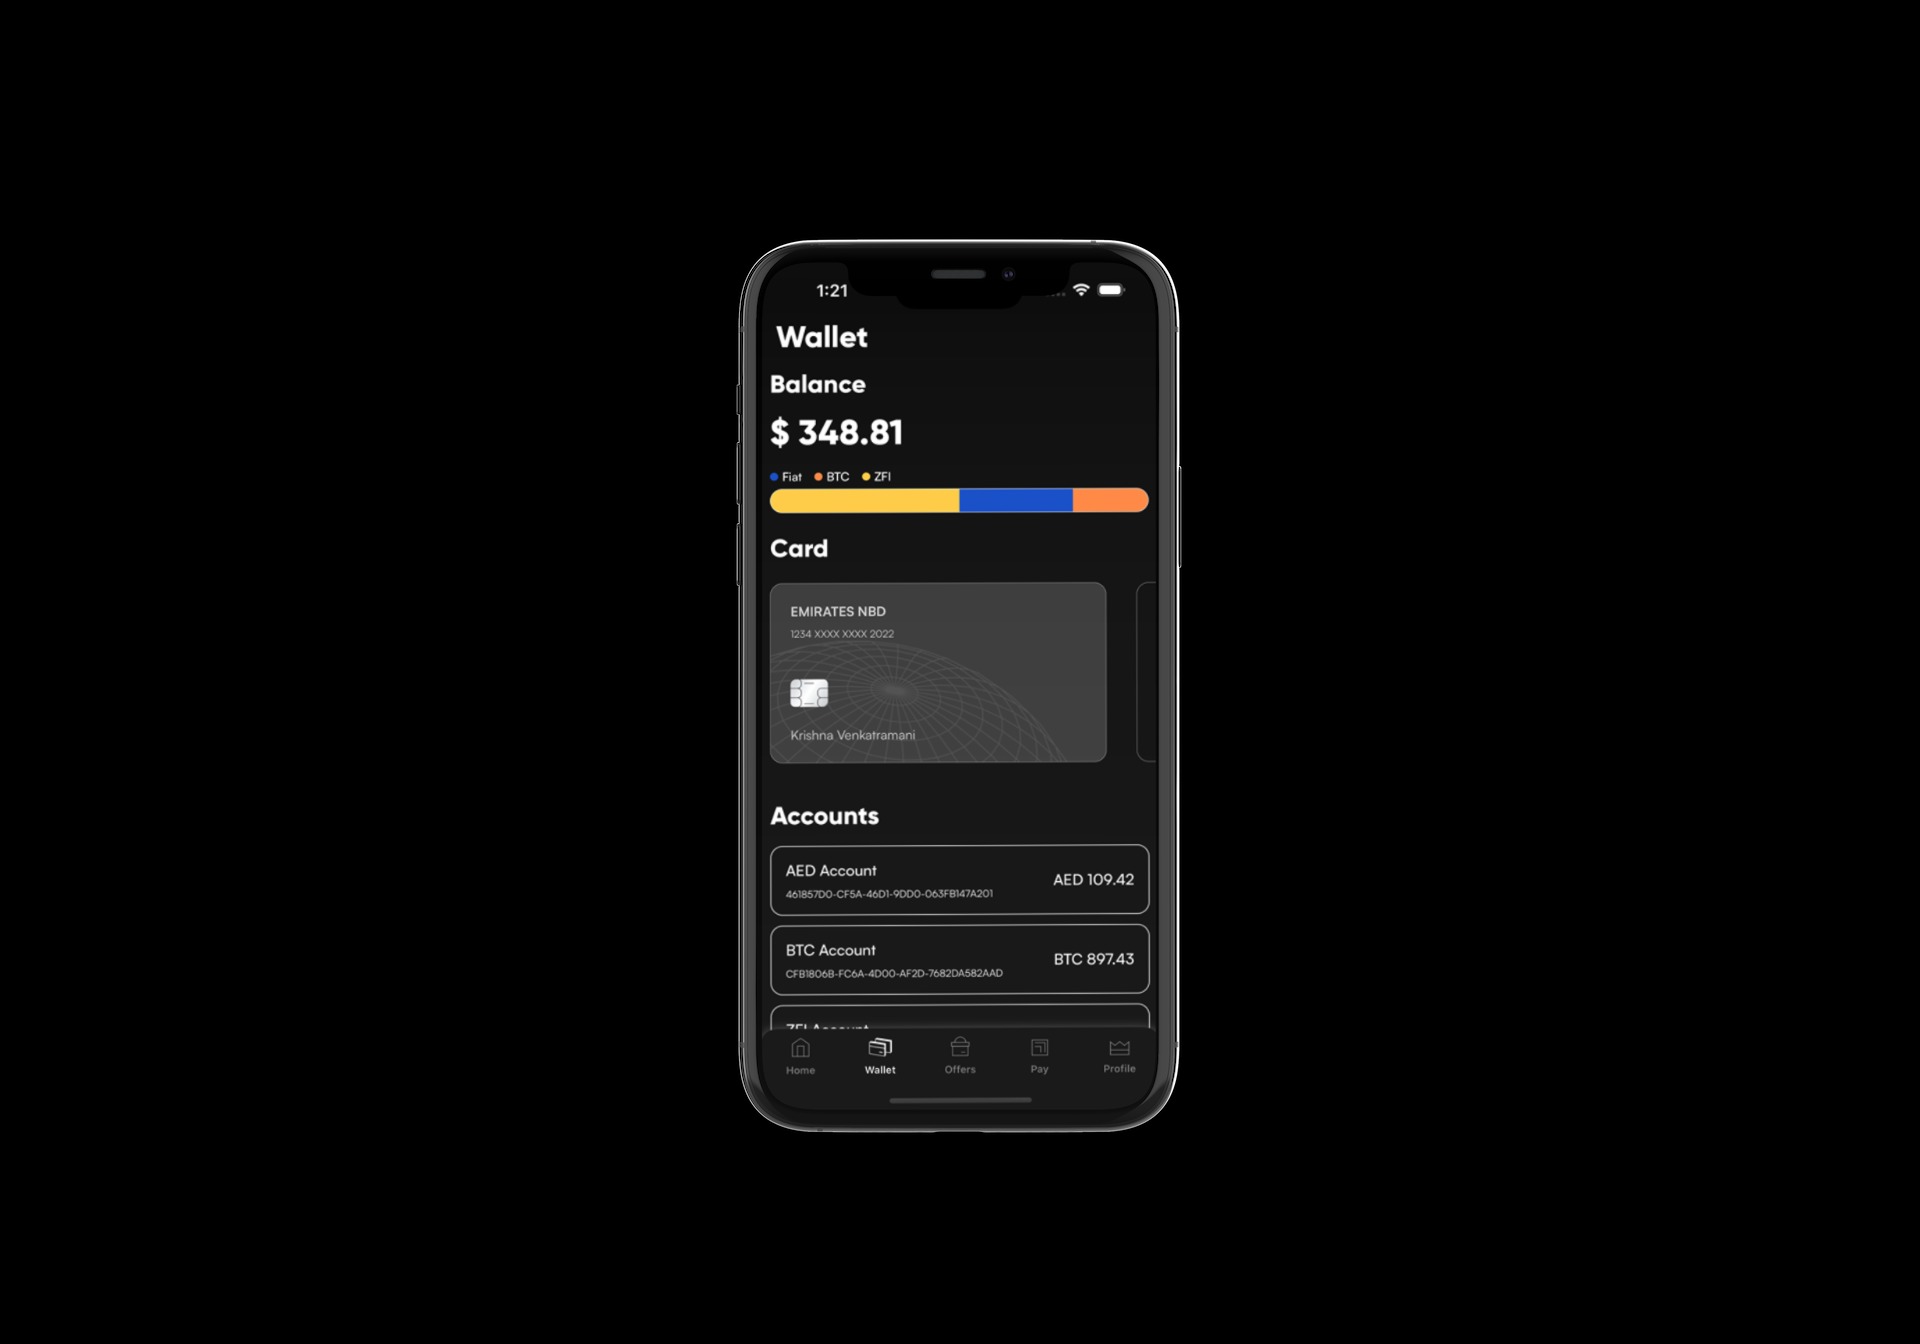 1:21
Wallet
Balance
$ 348.81
Fiat BTC ZFI
Card
EMIRATES NBD
1234 XXXX XXXX 2022
Krishna Venkatramani
Accounts
AED Account
AED 109.42
461857D0-CF5A-46D1-9DD0-063FB147A201
BTC Account
BTC 897.43
CFB1806B-FC6A-4D00-AF2D-7682DA582AAD
ZFI Account
Home Wallet Offers Pay Profile